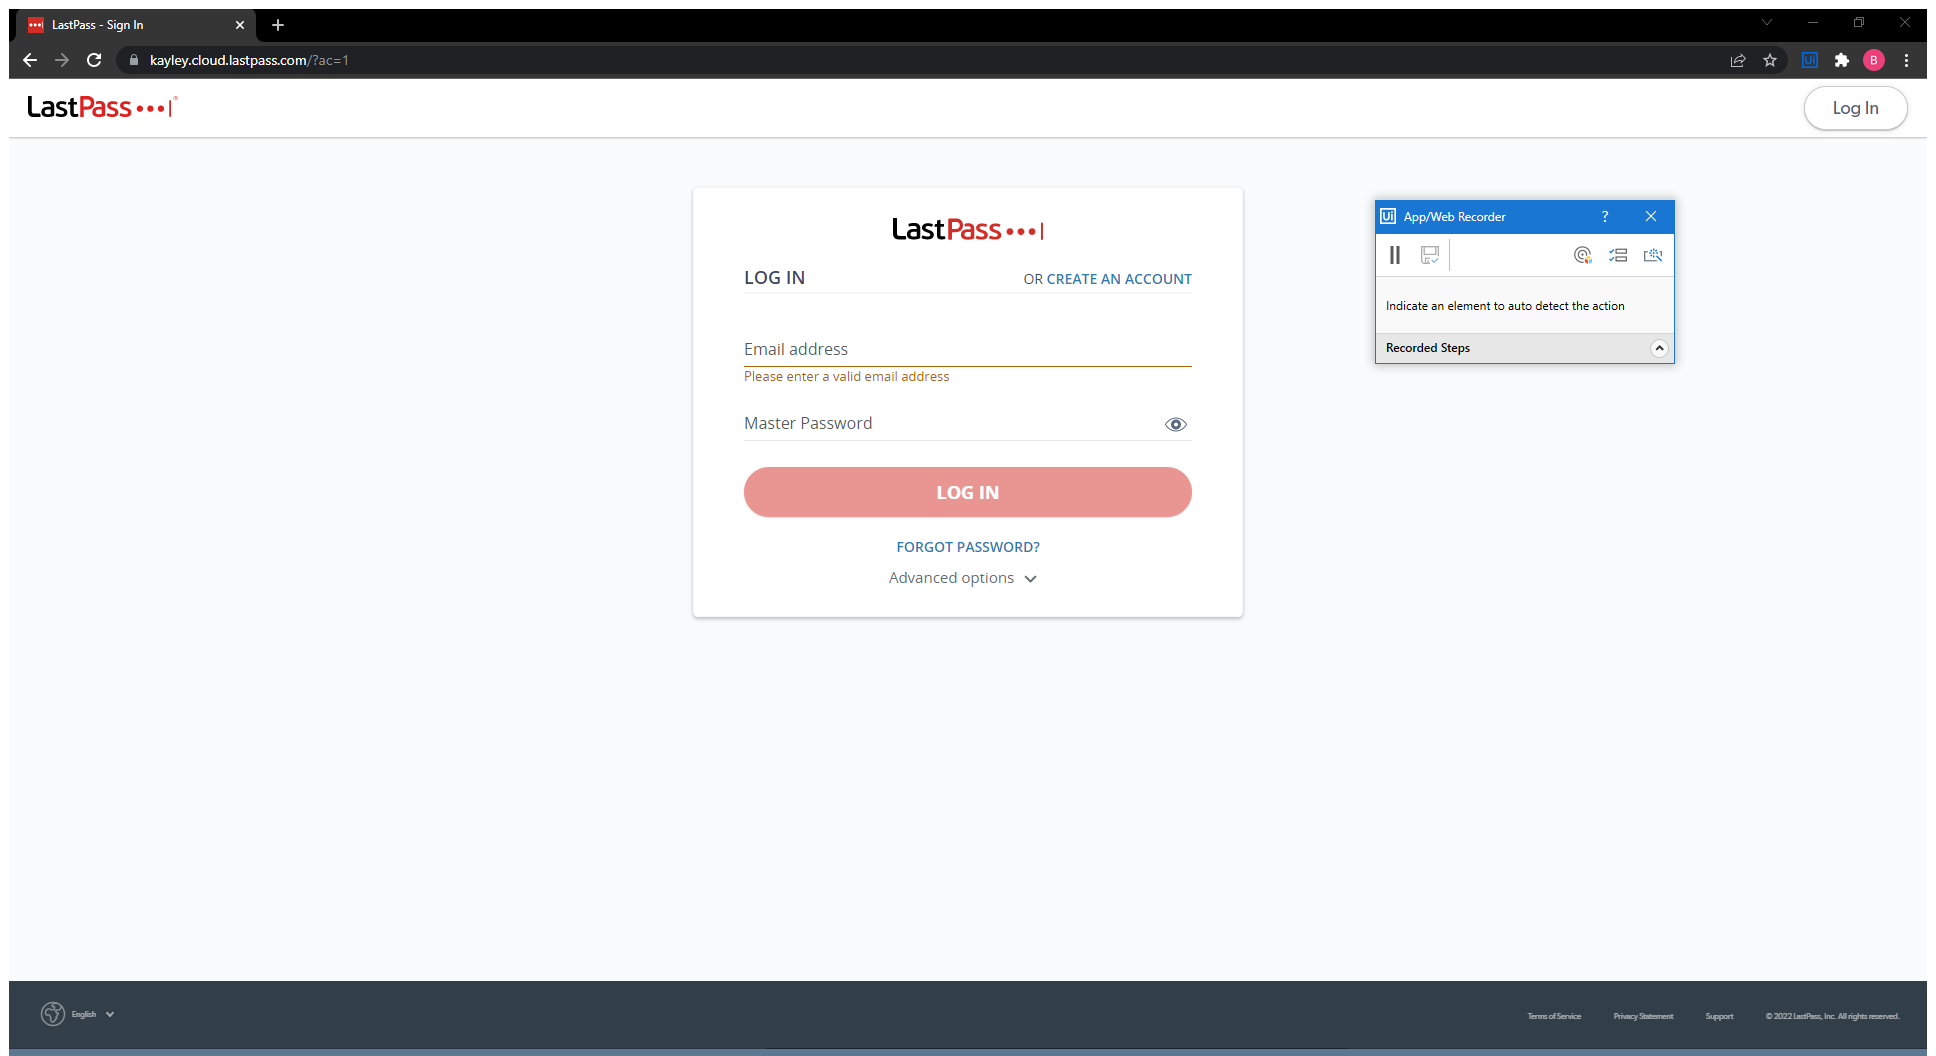 LastPass - Sign In
kayley.cloud.lastpass.com/?ac=1
Ui
B
LastPass
Log In
LastPass
LOG IN
OR CREATE AN ACCOUNT
Email address
Please enter a valid email address
Master Password
LOG IN
FORGOT PASSWORD?
Advanced options
Ui App/Web Recorder ?
Indicate an element to auto detect the action
Recorded Steps
English
Terms of Service
Privacy Statement
Support
© 2022 LastPass, Inc. All rights reserved.